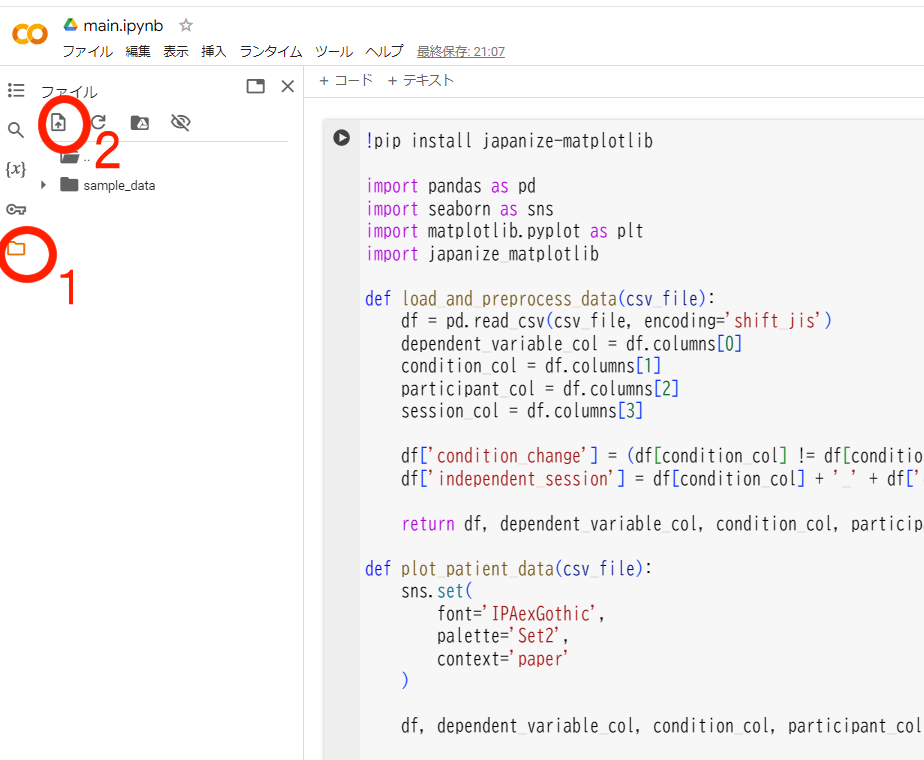 main.ipynb
ファイル 編集 表示 挿入 ランタイム ツール ヘルプ 最終保存: 21:07
ファイル
+ コード + テキスト
2
..
{x}
sample_data
1
!pip install japanize-matplotlib
import pandas as pd
import seaborn as sns
import matplotlib.pyplot as plt
import japanize_matplotlib
def load_and_preprocess_data(csv_file):
df = pd.read_csv(csv_file, encoding='shift_jis')
dependent_variable_col = df.columns[0]
condition_col = df.columns[1]
participant_col = df.columns[2]
session_col = df.columns[3]
df['condition_change'] = (df[condition_col] != df[conditio
df['independent_session'] = df[condition_col] + '_' + df['
return df, dependent_variable_col, condition_col, particip
def plot_patient_data(csv_file):
sns.set(
font='IPAexGothic',
palette='Set2',
context='paper'
)
df, dependent_variable_col, condition_col, participant_col